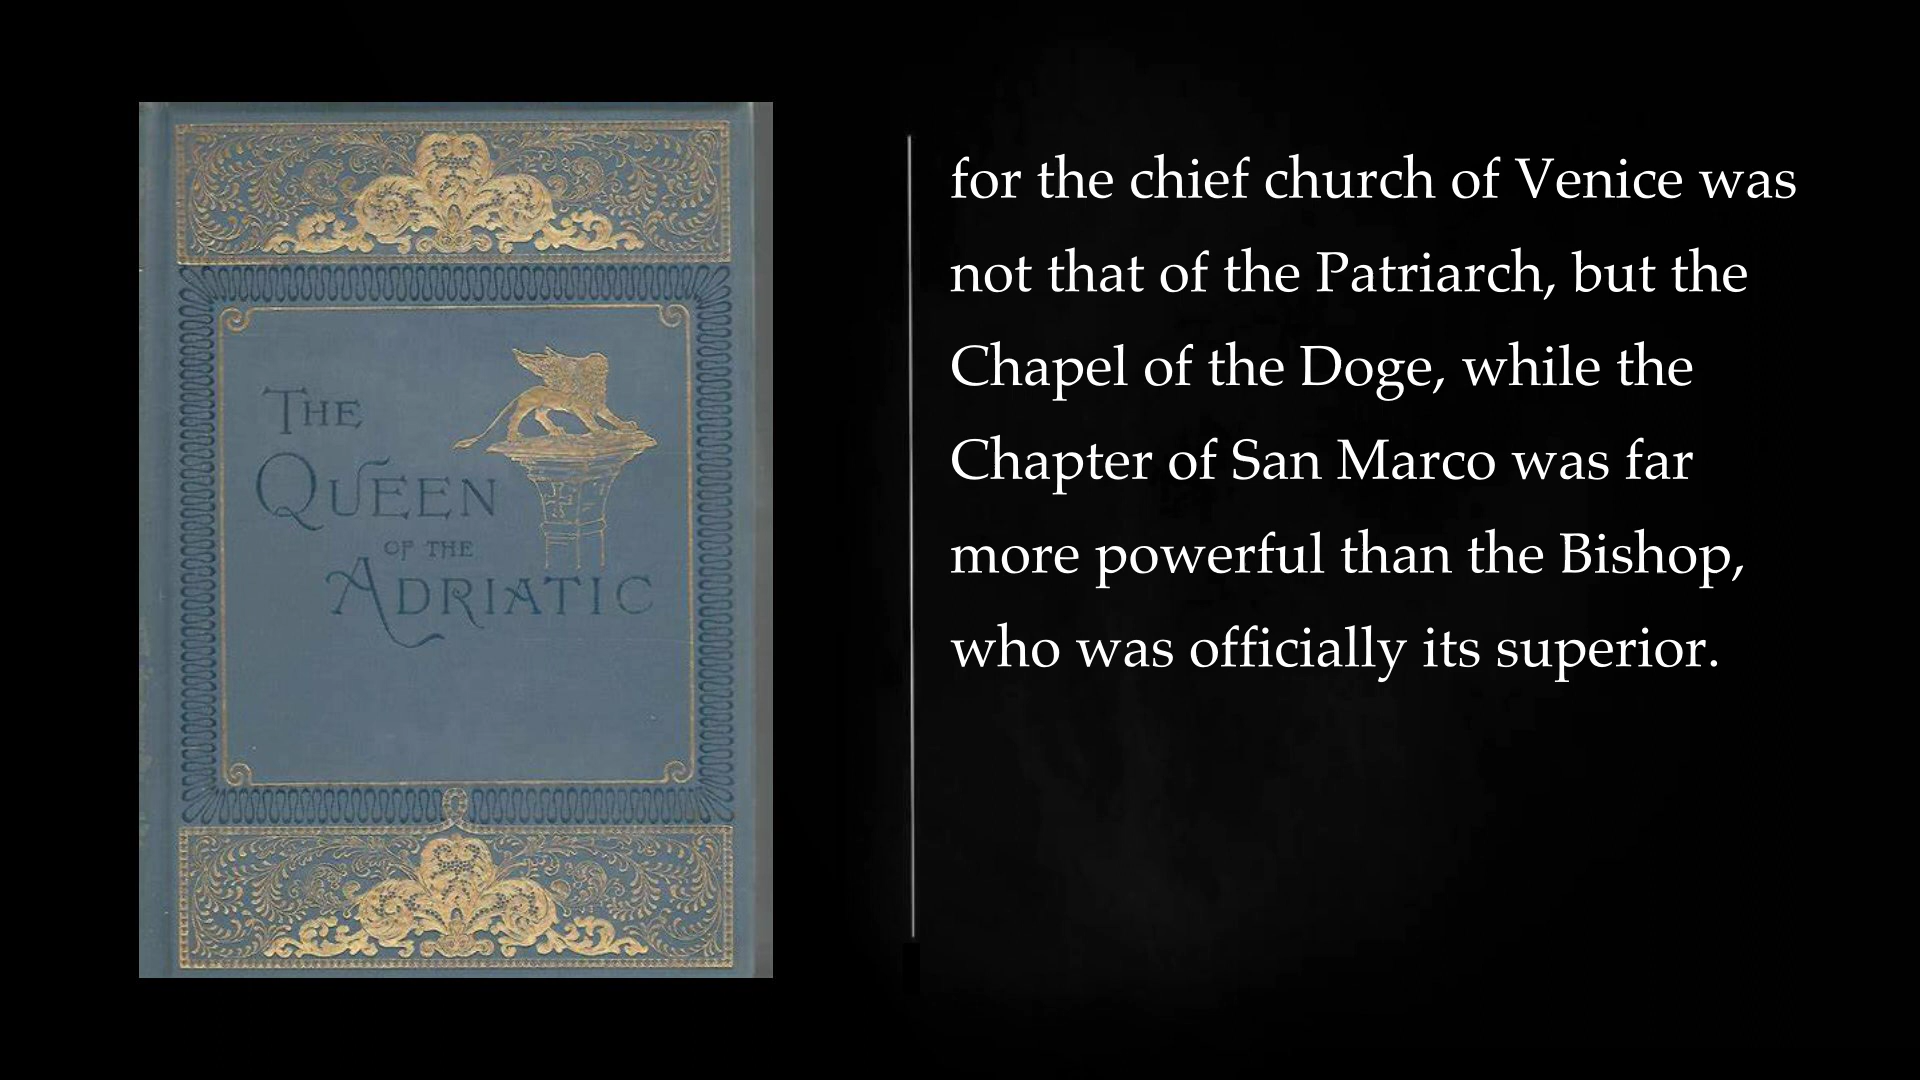 THE
QUEEN
OF THE
ADRIATIC
for the chief church of Venice was
not that of the Patriarch, but the
Chapel of the Doge, while the
Chapter of San Marco was far
more powerful than the Bishop,
who was officially its superior.